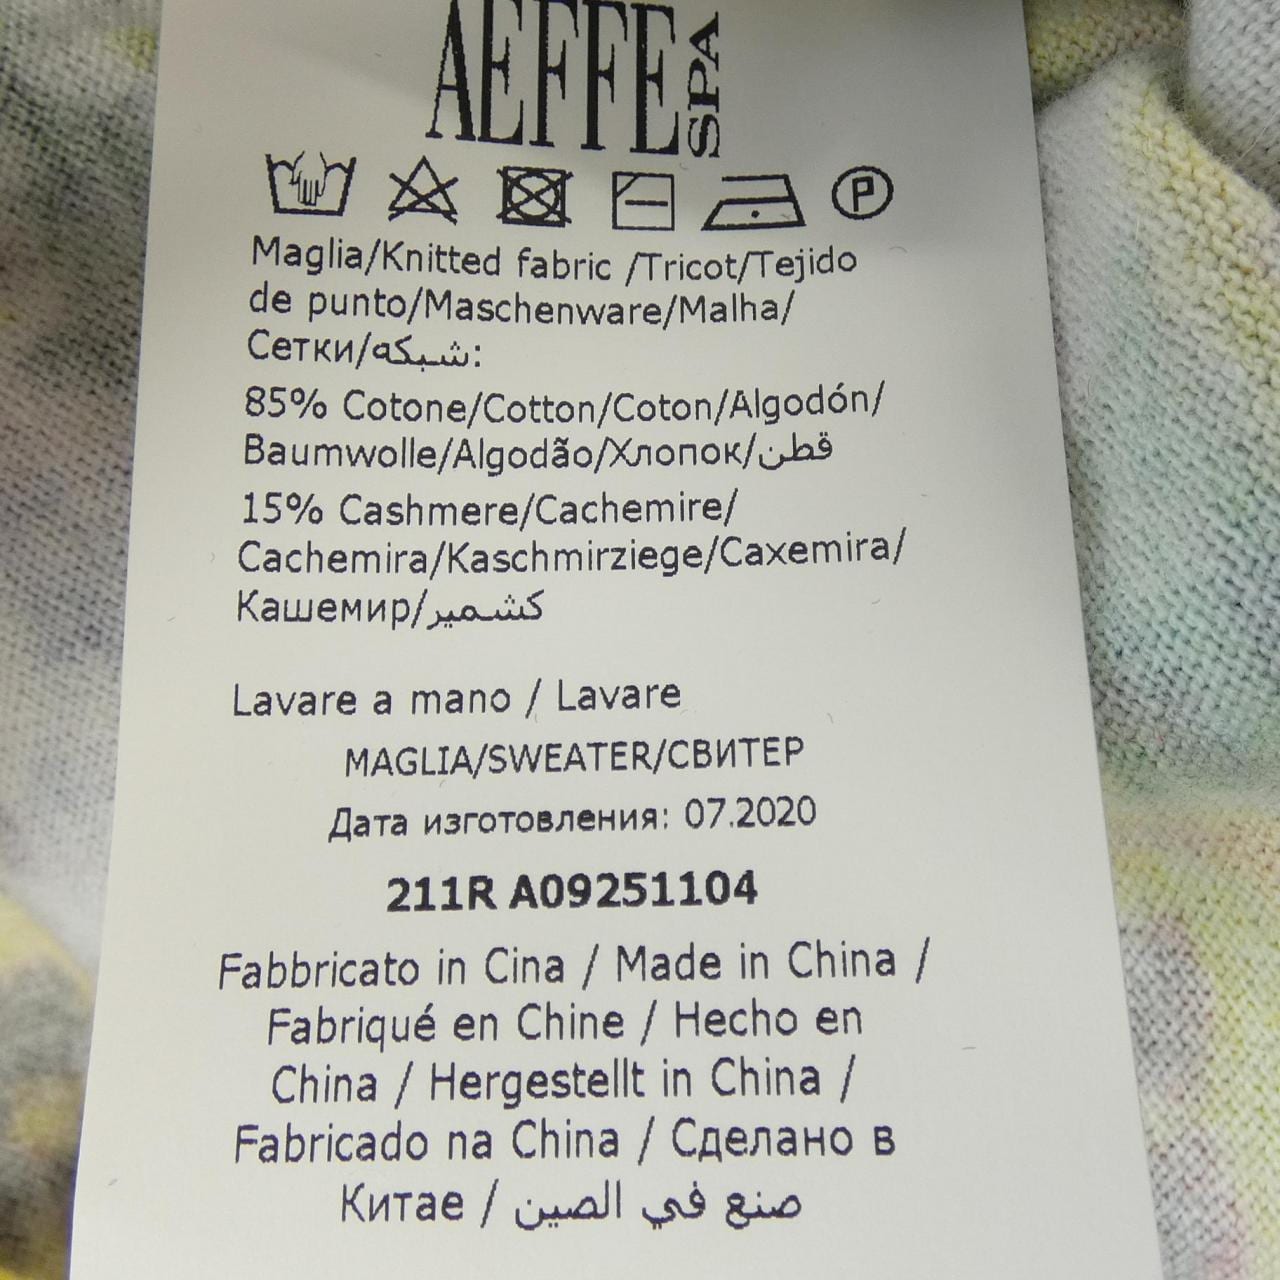 AEFFE SPA
P
Maglia/Knitted fabric /Tricot/Tejido
de punto/Maschenware/Malha/
Сетки/شبكه:
85% Cotone/Cotton/Coton/Algodón/
Baumwolle/Algodão/Хлопок/قطن
15% Cashmere/Cachemire/
Cachemira/Kaschmirziege/Caxemira/
Кашемир/كشمير
Lavare a mano / Lavare
MAGLIA/SWEATER/СВИТЕР
Дата изготовления: 07.2020
211R A09251104
Fabbricato in Cina / Made in China /
Fabriqué en Chine / Hecho en
China / Hergestellt in China /
Fabricado na China / Сделано в
Китае / صنع في الصين